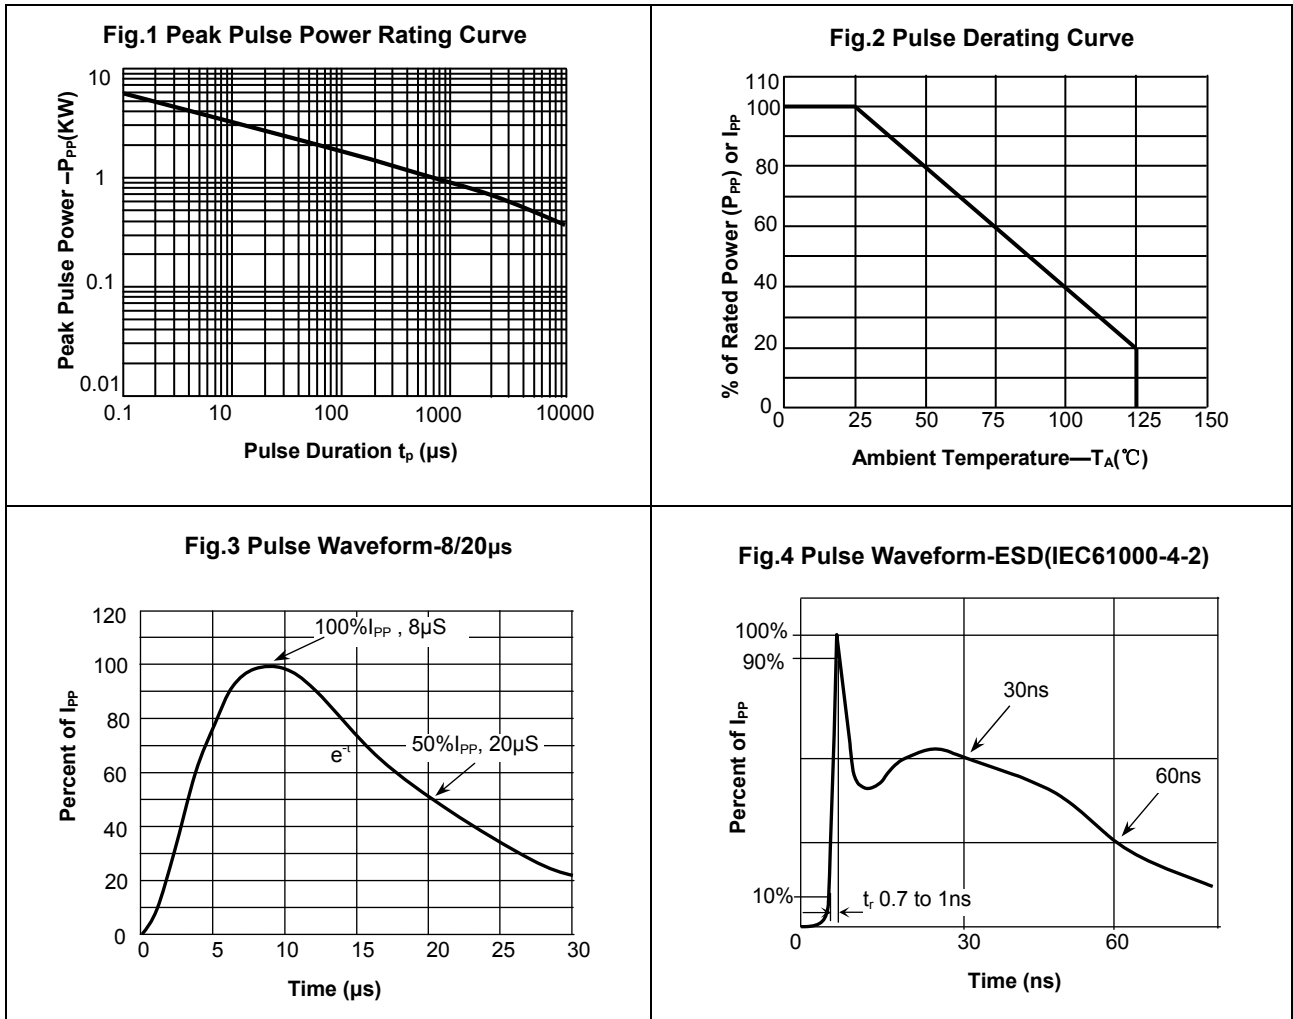 Fig.1 Peak Pulse Power Rating Curve
Peak Pulse Power –PPP(KW)
10
1
0.1
0.01
0.1 10 100 1000 10000
Pulse Duration tp (µs)
Fig.2 Pulse Derating Curve
% of Rated Power (PPP) or IPP
110
100
80
60
40
20
0
0 25 50 75 100 125 150
Ambient Temperature—TA(℃)
Fig.3 Pulse Waveform-8/20µs
Percent of IPP
120
100
80
60
40
20
0
100%IPP , 8µS
e-t
50%IPP, 20µS
0 5 10 15 20 25 30
Time (µs)
Fig.4 Pulse Waveform-ESD(IEC61000-4-2)
Percent of IPP
100%
90%
10%
30ns
60ns
tr 0.7 to 1ns
0 30 60
Time (ns)